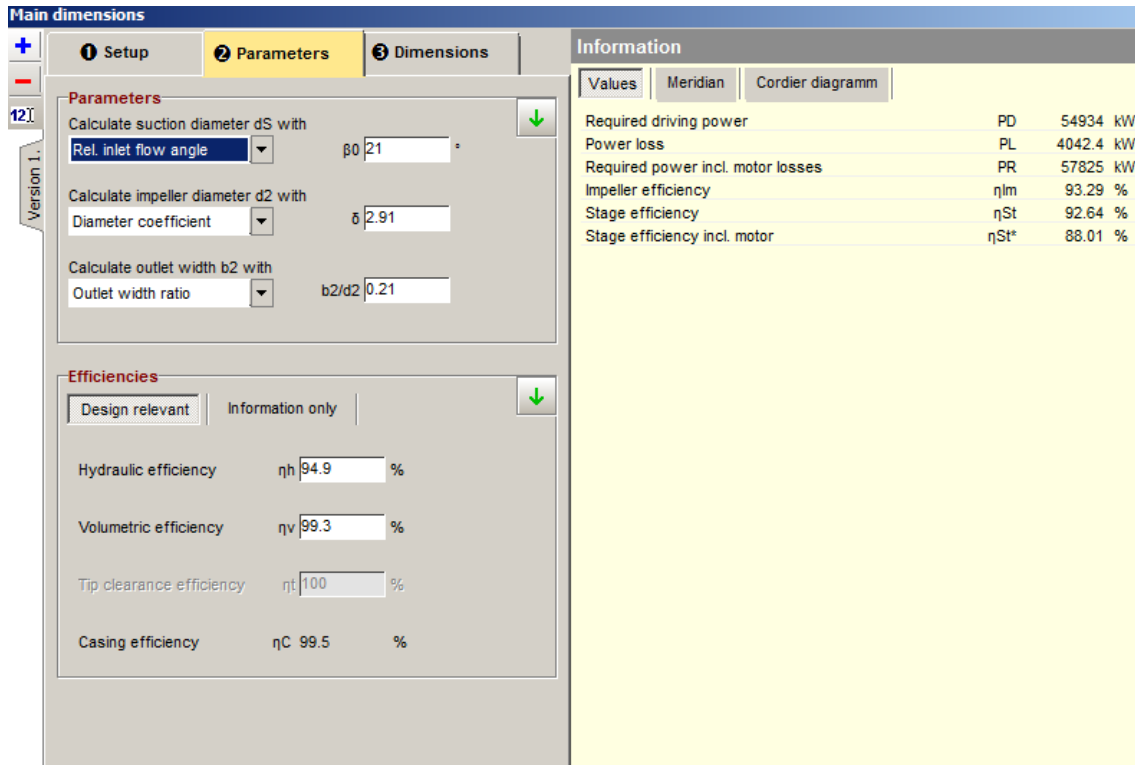 Main dimensions
+
−
12
Version 1.
❶ Setup
❷ Parameters
❸ Dimensions
Parameters
Calculate suction diameter dS with
Rel. inlet flow angle β0 21 °
Calculate impeller diameter d2 with
Diameter coefficient δ 2.91
Calculate outlet width b2 with
Outlet width ratio b2/d2 0.21
Efficiencies
Design relevant Information only
Hydraulic efficiency ηh 94.9 %
Volumetric efficiency ηv 99.3 %
Tip clearance efficiency ηt 100 %
Casing efficiency ηC 99.5 %
Information
Values Meridian Cordier diagramm
Required driving power PD 54934 kW
Power loss PL 4042.4 kW
Required power incl. motor losses PR 57825 kW
Impeller efficiency ηIm 93.29 %
Stage efficiency ηSt 92.64 %
Stage efficiency incl. motor ηSt* 88.01 %